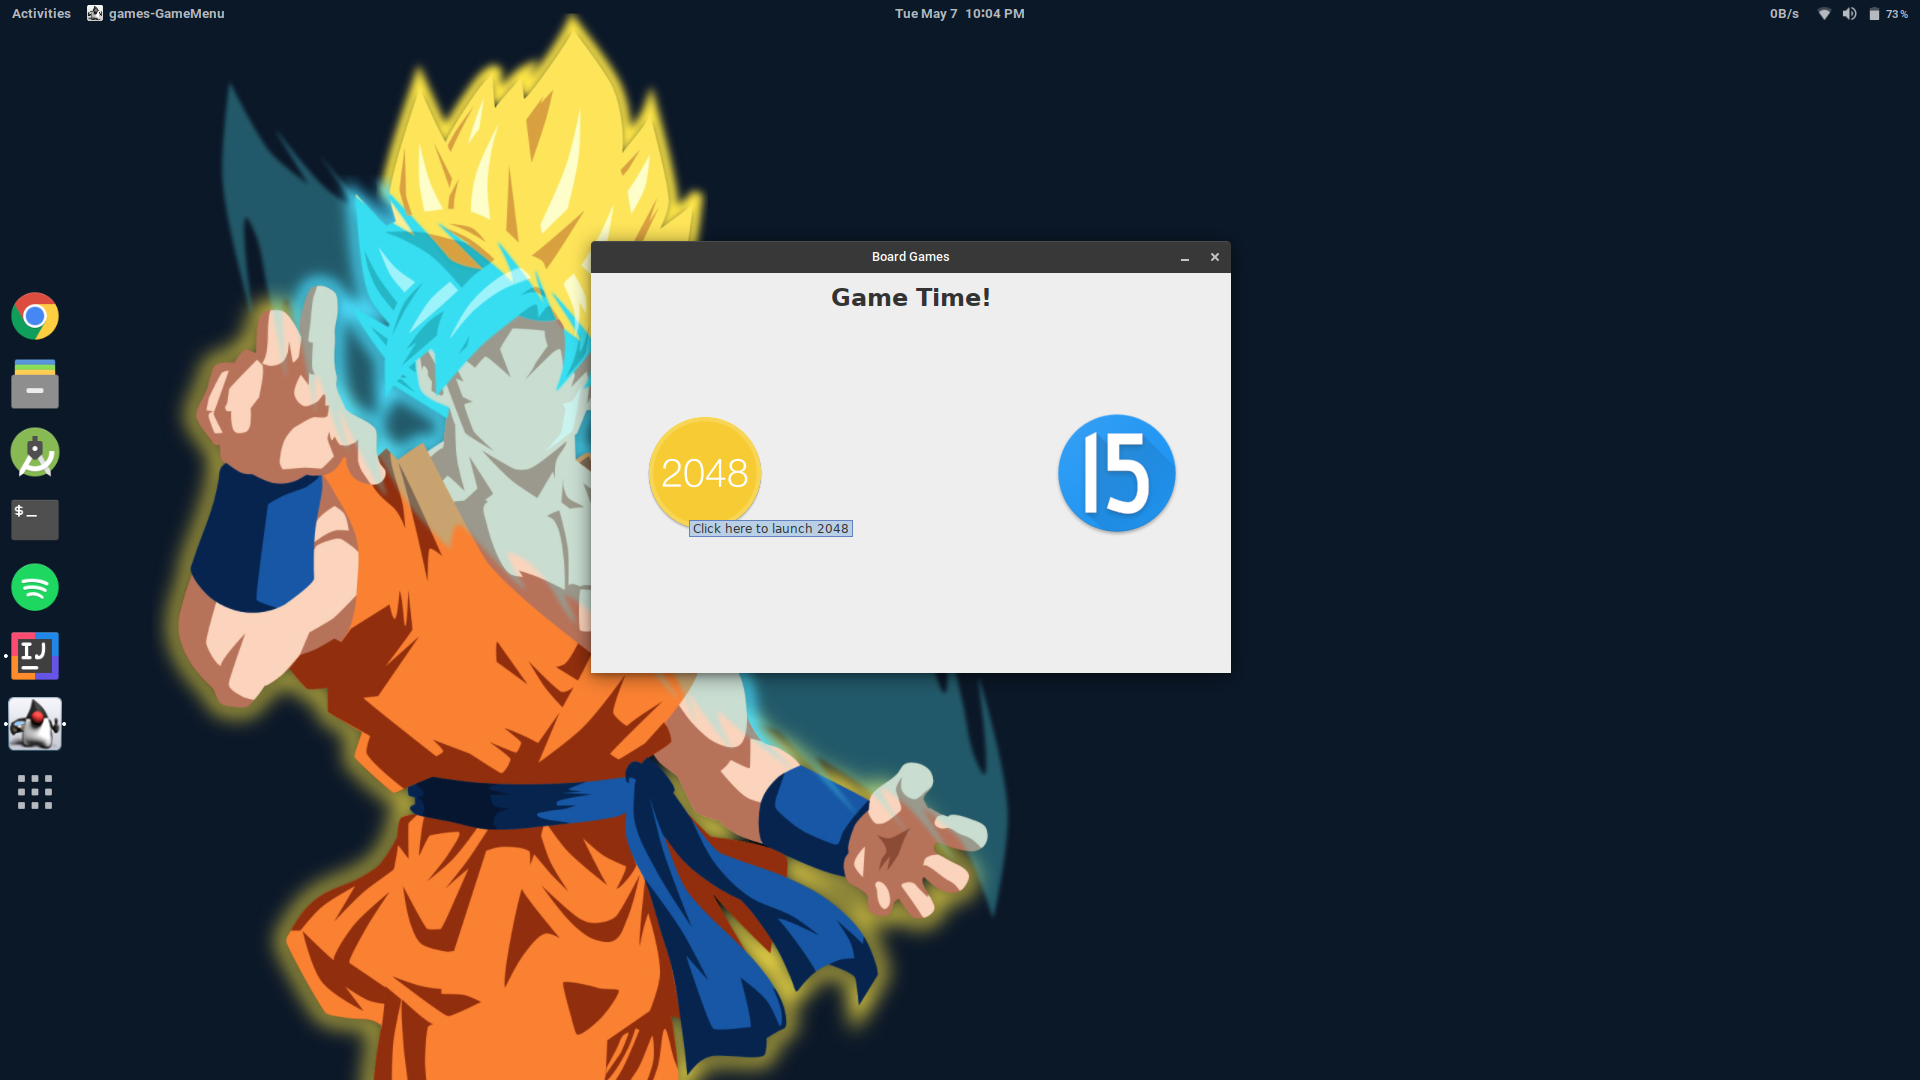 Activities games-GameMenu Tue May 7 10:04 PM 0B/s 73%
Board Games
Game Time!
2048
15
Click here to launch 2048
$_
IJ